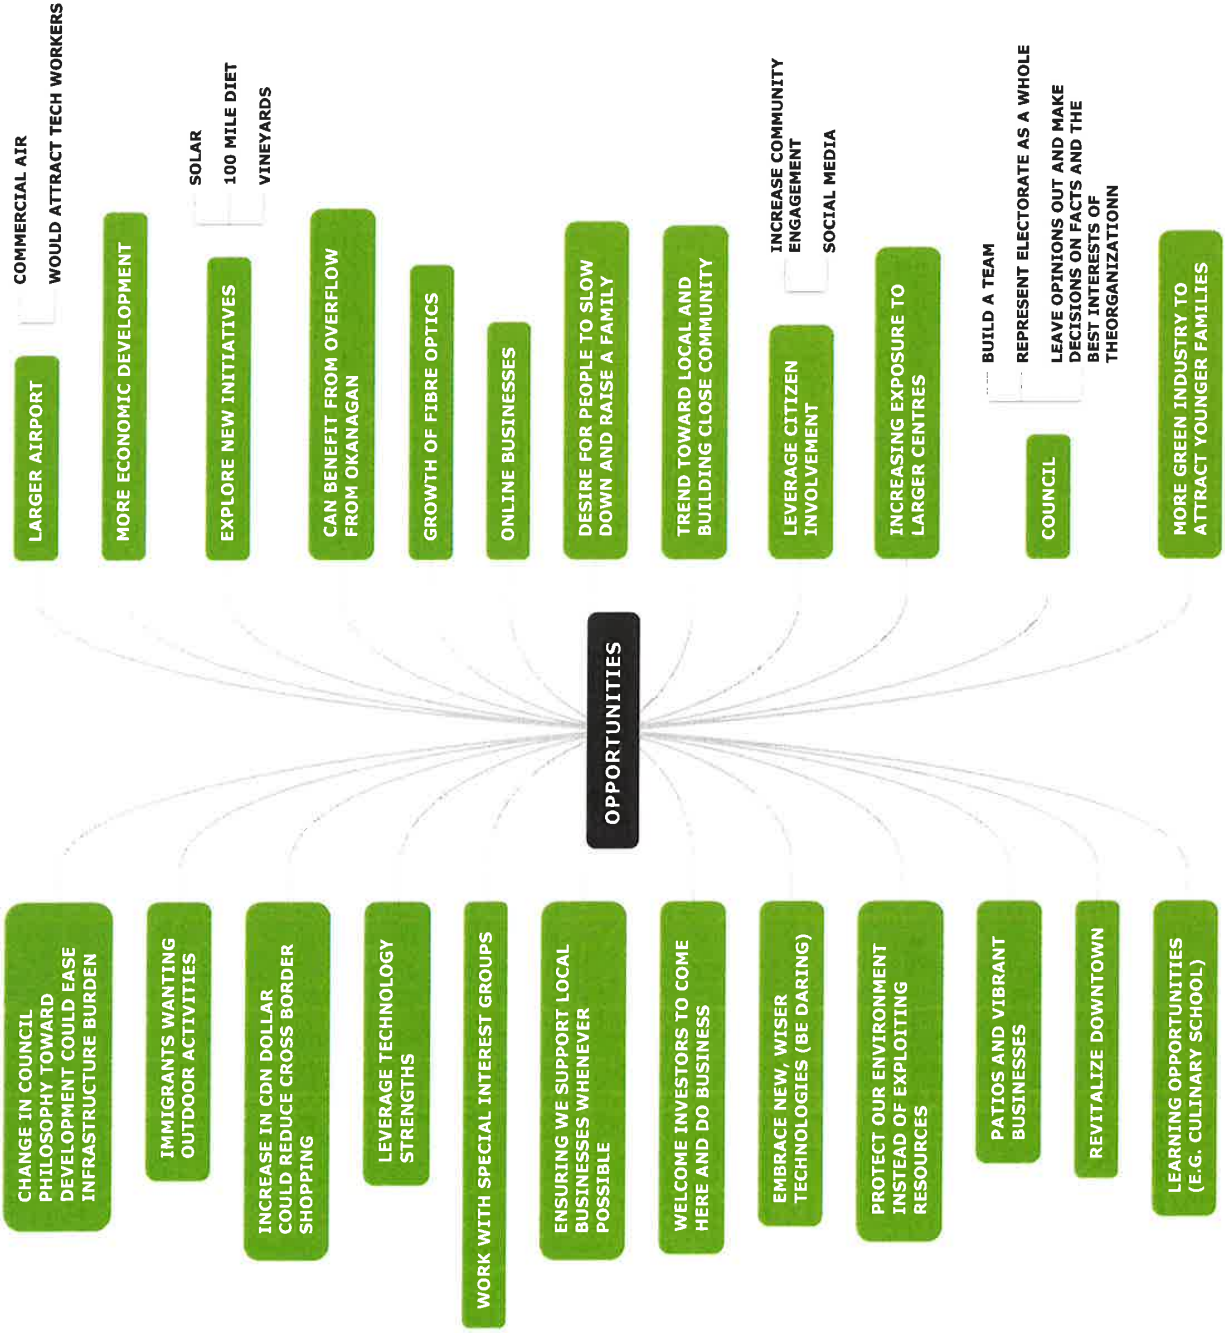 OPPORTUNITIES
CHANGE IN COUNCIL
PHILOSOPHY TOWARD
DEVELOPMENT COULD EASE
INFRASTRUCTURE BURDEN
IMMIGRANTS WANTING
OUTDOOR ACTIVITIES
INCREASE IN CDN DOLLAR
COULD REDUCE CROSS BORDER
SHOPPING
LEVERAGE TECHNOLOGY
STRENGTHS
WORK WITH SPECIAL INTEREST GROUPS
ENSURING WE SUPPORT LOCAL
BUSINESSES WHENEVER
POSSIBLE
WELCOME INVESTORS TO COME
HERE AND DO BUSINESS
EMBRACE NEW, WISER
TECHNOLOGIES (BE DARING)
PROTECT OUR ENVIRONMENT
INSTEAD OF EXPLOITING
RESOURCES
PATIOS AND VIBRANT
BUSINESSES
REVITALIZE DOWNTOWN
LEARNING OPPORTUNITIES
(E.G. CULINARY SCHOOL)
LARGER AIRPORT
COMMERCIAL AIR
WOULD ATTRACT TECH WORKERS
MORE ECONOMIC DEVELOPMENT
EXPLORE NEW INITIATIVES
SOLAR
100 MILE DIET
VINEYARDS
CAN BENEFIT FROM OVERFLOW
FROM OKANAGAN
GROWTH OF FIBRE OPTICS
ONLINE BUSINESSES
DESIRE FOR PEOPLE TO SLOW
DOWN AND RAISE A FAMILY
TREND TOWARD LOCAL AND
BUILDING CLOSE COMMUNITY
LEVERAGE CITIZEN
INVOLVEMENT
INCREASE COMMUNITY
ENGAGEMENT
SOCIAL MEDIA
INCREASING EXPOSURE TO
LARGER CENTRES
COUNCIL
BUILD A TEAM
REPRESENT ELECTORATE AS A WHOLE
LEAVE OPINIONS OUT AND MAKE
DECISIONS ON FACTS AND THE
BEST INTERESTS OF
THEORGANIZATIONN
MORE GREEN INDUSTRY TO
ATTRACT YOUNGER FAMILIES